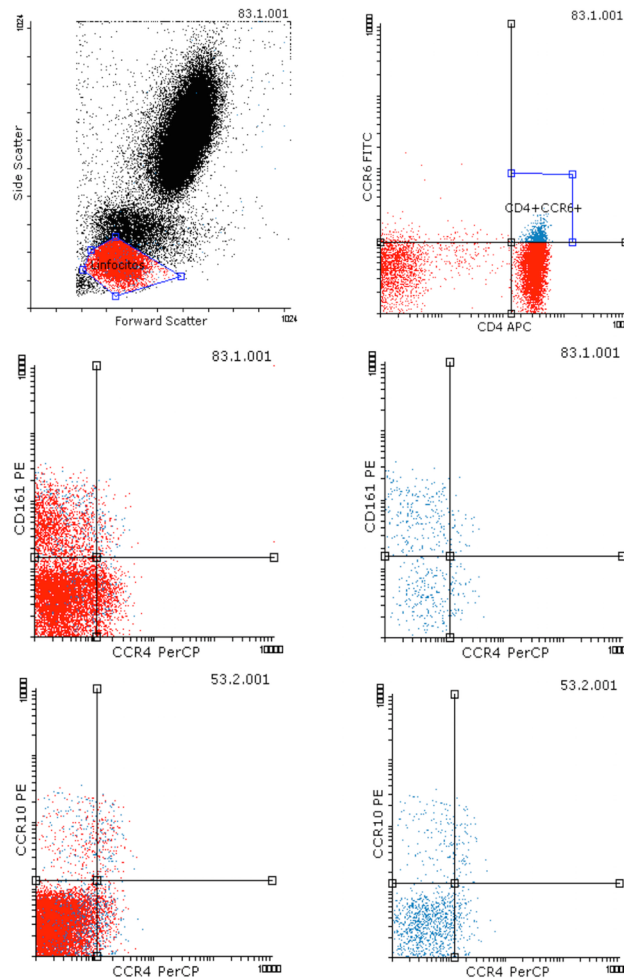 83.1.001
1024
Side Scatter
Linfocitos
Forward Scatter
1024
83.1.001
CCR6 FITC
CD4+CCR6+
CD4 APC
83.1.001
CD161 PE
CCR4 PerCP
83.1.001
CD161 PE
CCR4 PerCP
53.2.001
CCR10 PE
CCR4 PerCP
53.2.001
CCR10 PE
CCR4 PerCP